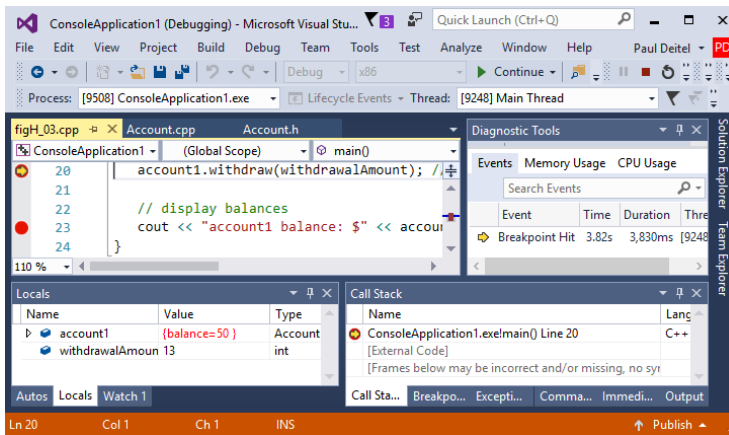 ConsoleApplication1 (Debugging) - Microsoft Visual Stu... 3 Quick Launch (Ctrl+Q)
File Edit View Project Build Debug Team Tools Test Analyze Window Help Paul Deitel PD
Debug x86 Continue
Process: [9508] ConsoleApplication1.exe Lifecycle Events Thread: [9248] Main Thread
figH_03.cpp Account.cpp Account.h
ConsoleApplication1 (Global Scope) main()
20 account1.withdraw(withdrawalAmount); //
21
22 // display balances
23 cout << "account1 balance: $" << accou
24 }
110 %
Diagnostic Tools
Events Memory Usage CPU Usage
Search Events
Event Time Duration Thre
Breakpoint Hit 3.82s 3,830ms [9248
Solution Explorer
Team Explorer
Locals
Name Value Type
account1 {balance=50 } Account
withdrawalAmoun 13 int
Autos Locals Watch 1
Call Stack
Name Lang
ConsoleApplication1.exe!main() Line 20 C++
[External Code]
[Frames below may be incorrect and/or missing, no syn
Call Sta... Breakpo... Excepti... Comma... Immedi... Output
Ln 20 Col 1 Ch 1 INS Publish